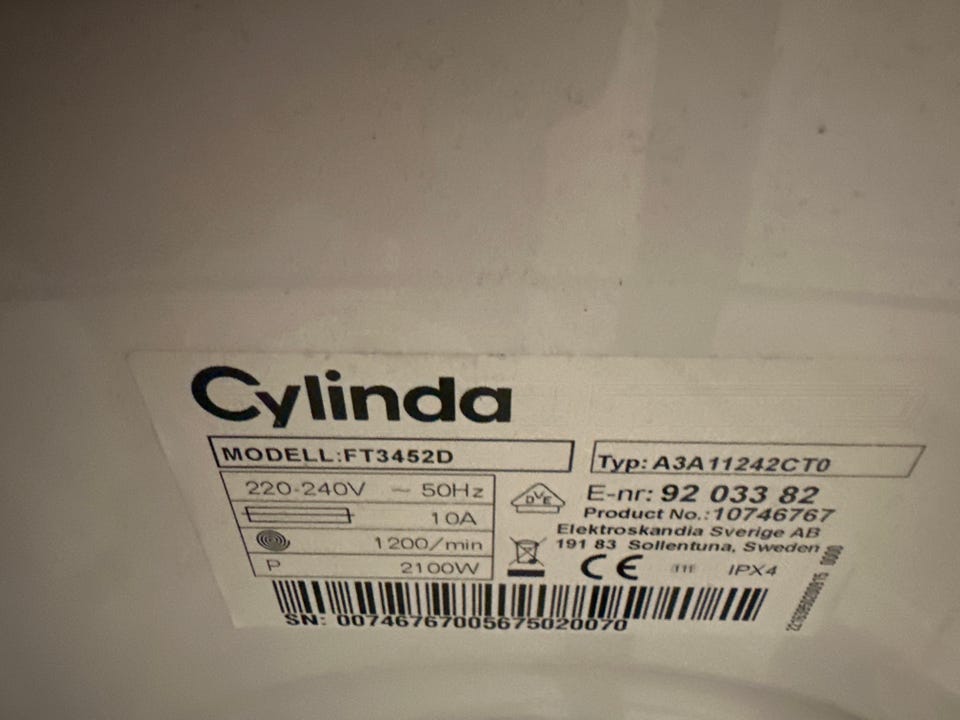 Cylinda
MODELL:FT3452D
Typ: A3A11242CT0
220-240V ~ 50Hz
10A
1200/min
P 2100W
DVE
E-nr: 92 033 82
Product No.:10746767
Elektroskandia Sverige AB
191 83 Sollentuna, Sweden
CE IPX4
SN: 00746767005675020070